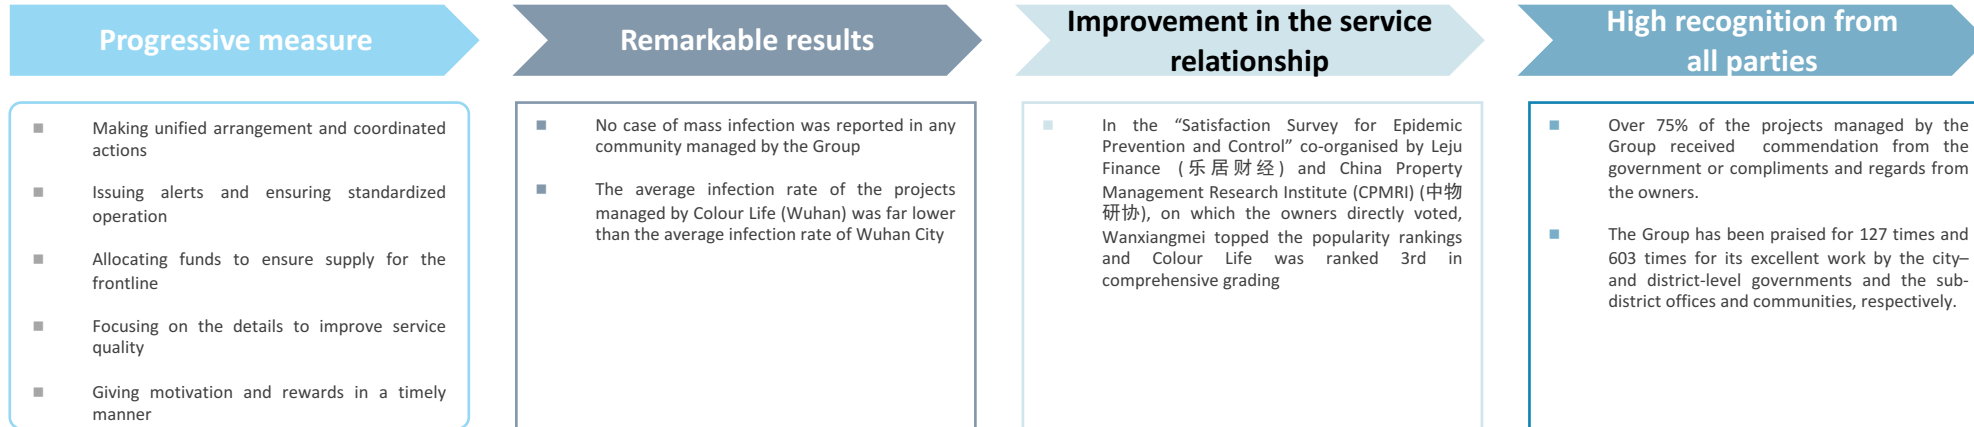 Progressive measure
Making unified arrangement and coordinated
actions
Issuing alerts and ensuring standardized
operation
Allocating funds to ensure supply for the
frontline
Focusing on the details to improve service
quality
Giving motivation and rewards in a timely
manner
Remarkable results
No case of mass infection was reported in any
community managed by the Group
The average infection rate of the projects
managed by Colour Life (Wuhan) was far lower
than the average infection rate of Wuhan City
Improvement in the service
relationship
In the “Satisfaction Survey for Epidemic
Prevention and Control” co-organised by Leju
Finance (乐居财经) and China Property
Management Research Institute (CPMRI) (中物
研协), on which the owners directly voted,
Wanxiangmei topped the popularity rankings
and Colour Life was ranked 3rd in
comprehensive grading
High recognition from
all parties
Over 75% of the projects managed by the
Group received commendation from the
government or compliments and regards from
the owners.
The Group has been praised for 127 times and
603 times for its excellent work by the city–
and district-level governments and the sub-
district offices and communities, respectively.